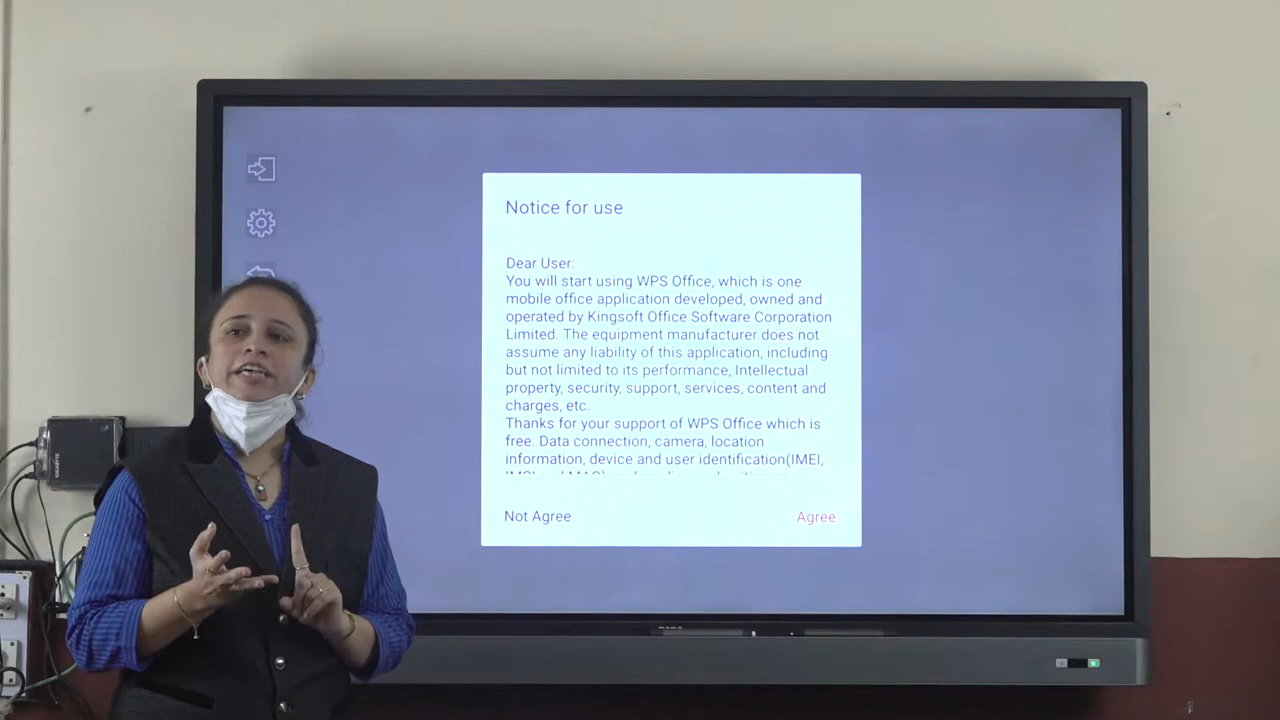 Notice for use
Dear User:
You will start using WPS Office, which is one
mobile office application developed, owned and
operated by Kingsoft Office Software Corporation
Limited. The equipment manufacturer does not
assume any liability of this application, including
but not limited to its performance, Intellectual
property, security, support, services, content and
charges, etc.
Thanks for your support of WPS Office which is
free. Data connection, camera, location
information, device and user identification(IMEI,
Not Agree
Agree
GIGABYTE